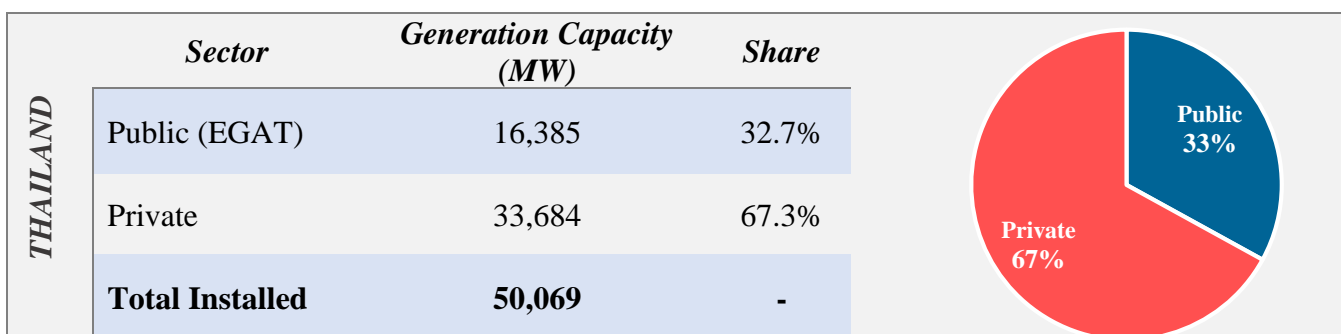 THAILAND
Sector Generation Capacity (MW) Share
Public (EGAT) 16,385 32.7%
Private 33,684 67.3%
Total Installed 50,069 -
Public
33%
Private
67%